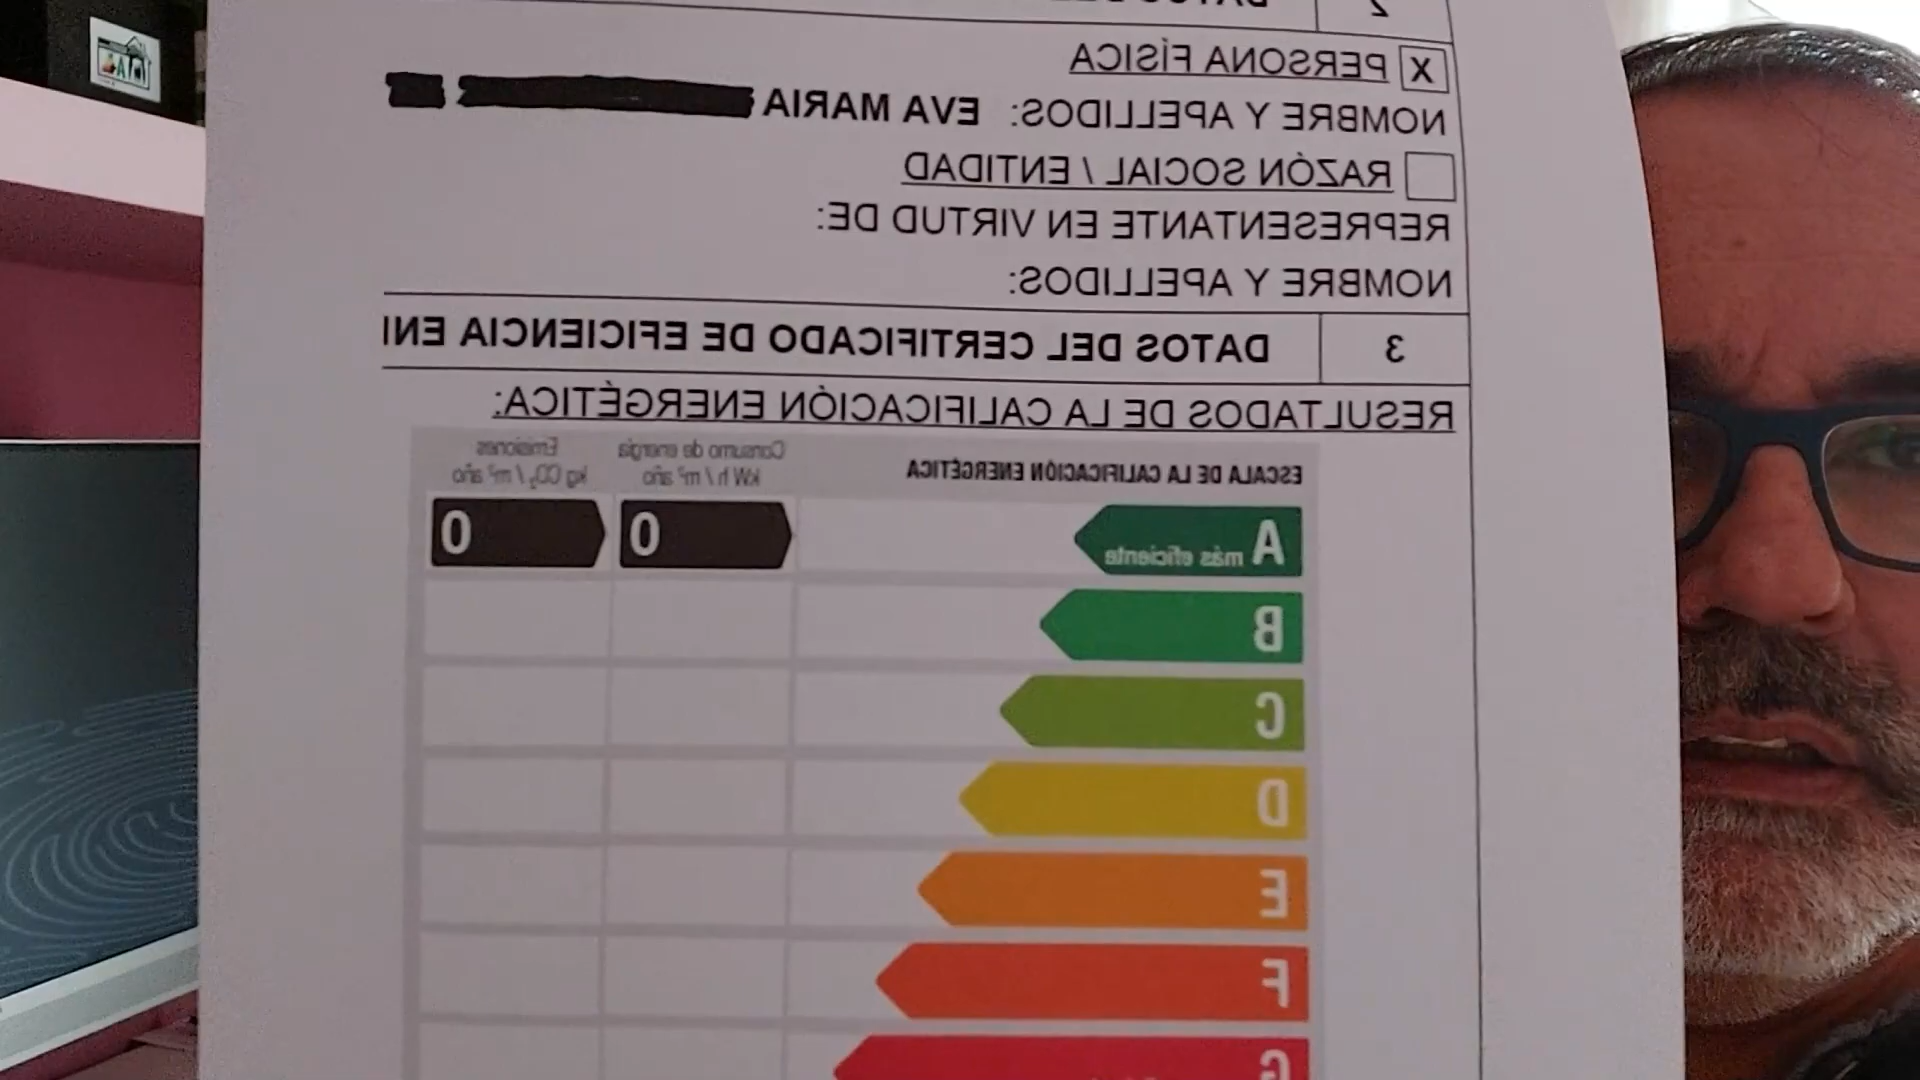 X PERSONA FÍSICA
NOMBRE Y APELLIDOS: EVA MARIA
RAZÓN SOCIAL / ENTIDAD
REPRESENTANTE EN VIRTUD DE:
NOMBRE Y APELLIDOS:
3 DATOS DEL CERTIFICADO DE EFICIENCIA
RESULTADOS DE LA CALIFICACIÓN ENERGÉTICA:
ESCALA DE LA CALIFICACIÓN ENERGÉTICA
Consumo de energía
kW h / m² año
Emisiones
kg CO₂ / m² año
A más eficiente 0 0
B
C
D
E
F
G